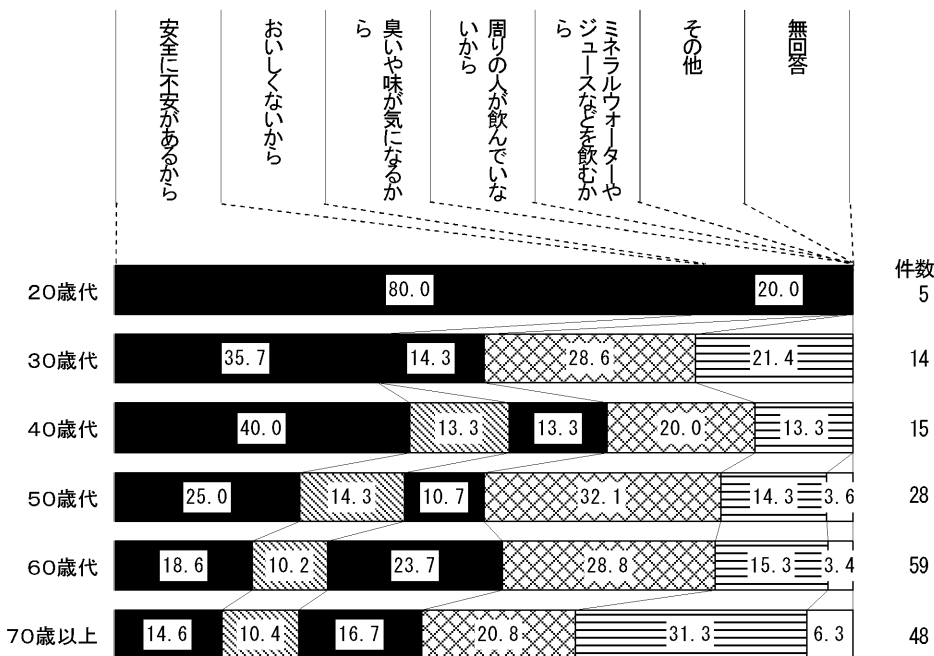 安全に不安があるから
おいしくないから
臭いや味が気になるか
ら
周りの人が飲んでいな
いから
ミネラルウォーターや
ジュースなどを飲むか
ら
その他
無回答
件数
20歳代 80.0 20.0 5
30歳代 35.7 14.3 28.6 21.4 14
40歳代 40.0 13.3 13.3 20.0 13.3 15
50歳代 25.0 14.3 10.7 32.1 14.3 3.6 28
60歳代 18.6 10.2 23.7 28.8 15.3 3.4 59
70歳以上 14.6 10.4 16.7 20.8 31.3 6.3 48